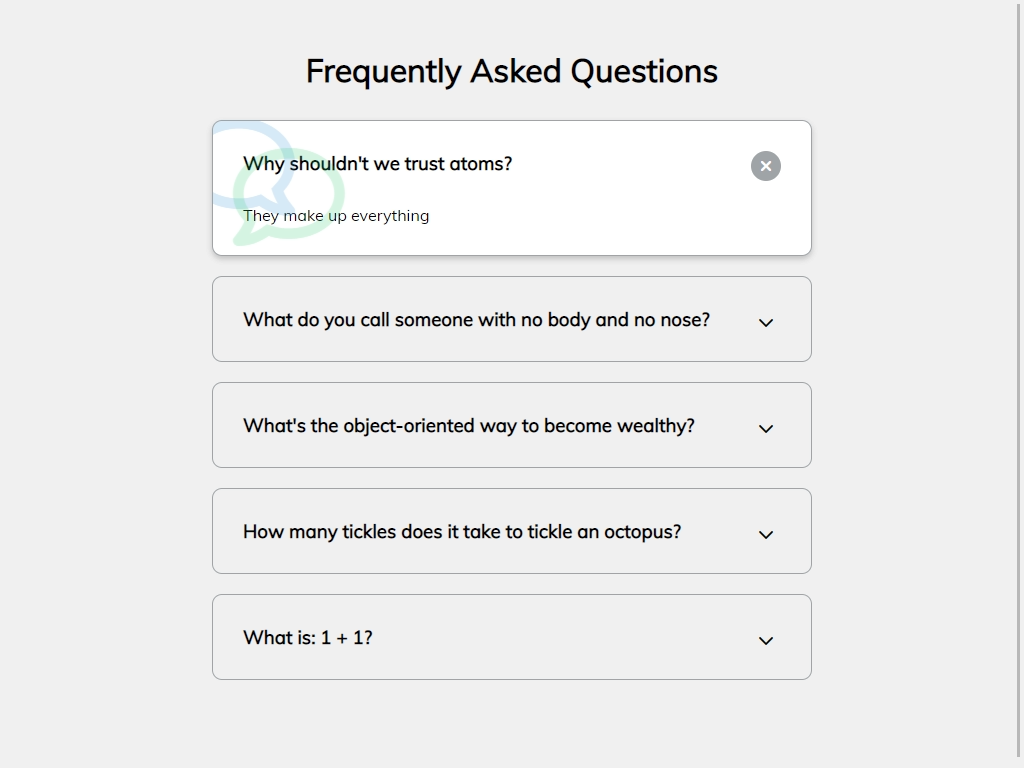 Frequently Asked Questions
Why shouldn't we trust atoms?
They make up everything
What do you call someone with no body and no nose?
What's the object-oriented way to become wealthy?
How many tickles does it take to tickle an octopus?
What is: 1 + 1?